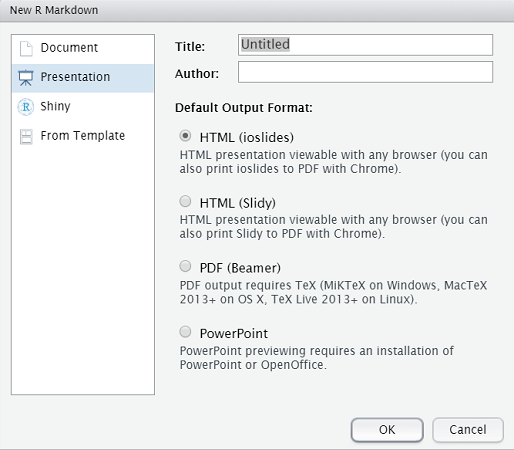 New R Markdown
Document
Presentation
Shiny
From Template
Title:
Untitled
Author:
Default Output Format:
HTML (ioslides)
HTML presentation viewable with any browser (you can
also print ioslides to PDF with Chrome).
HTML (Slidy)
HTML presentation viewable with any browser (you can
also print Slidy to PDF with Chrome).
PDF (Beamer)
PDF output requires TeX (MiKTeX on Windows, MacTeX
2013+ on OS X, TeX Live 2013+ on Linux).
PowerPoint
PowerPoint previewing requires an installation of
PowerPoint or OpenOffice.
OK
Cancel